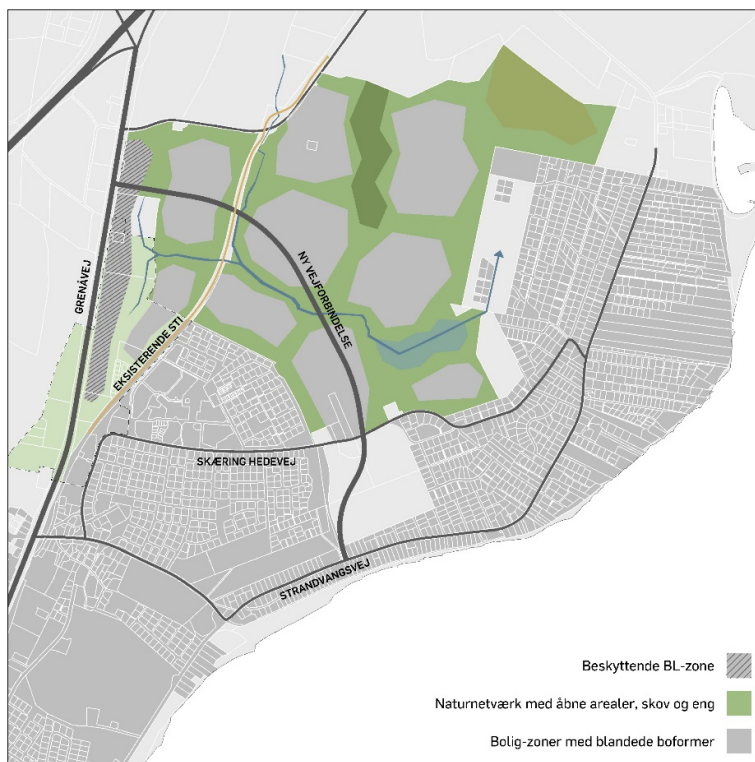 GRENÅVEJ
EKSISTERENDE STI
NY VEJFORBINDELSE
SKÆRING HEDEVEJ
STRANDVANGSVEJ
Beskyttende BL-zone
Naturnetværk med åbne arealer, skov og eng
Bolig-zoner med blandede boformer